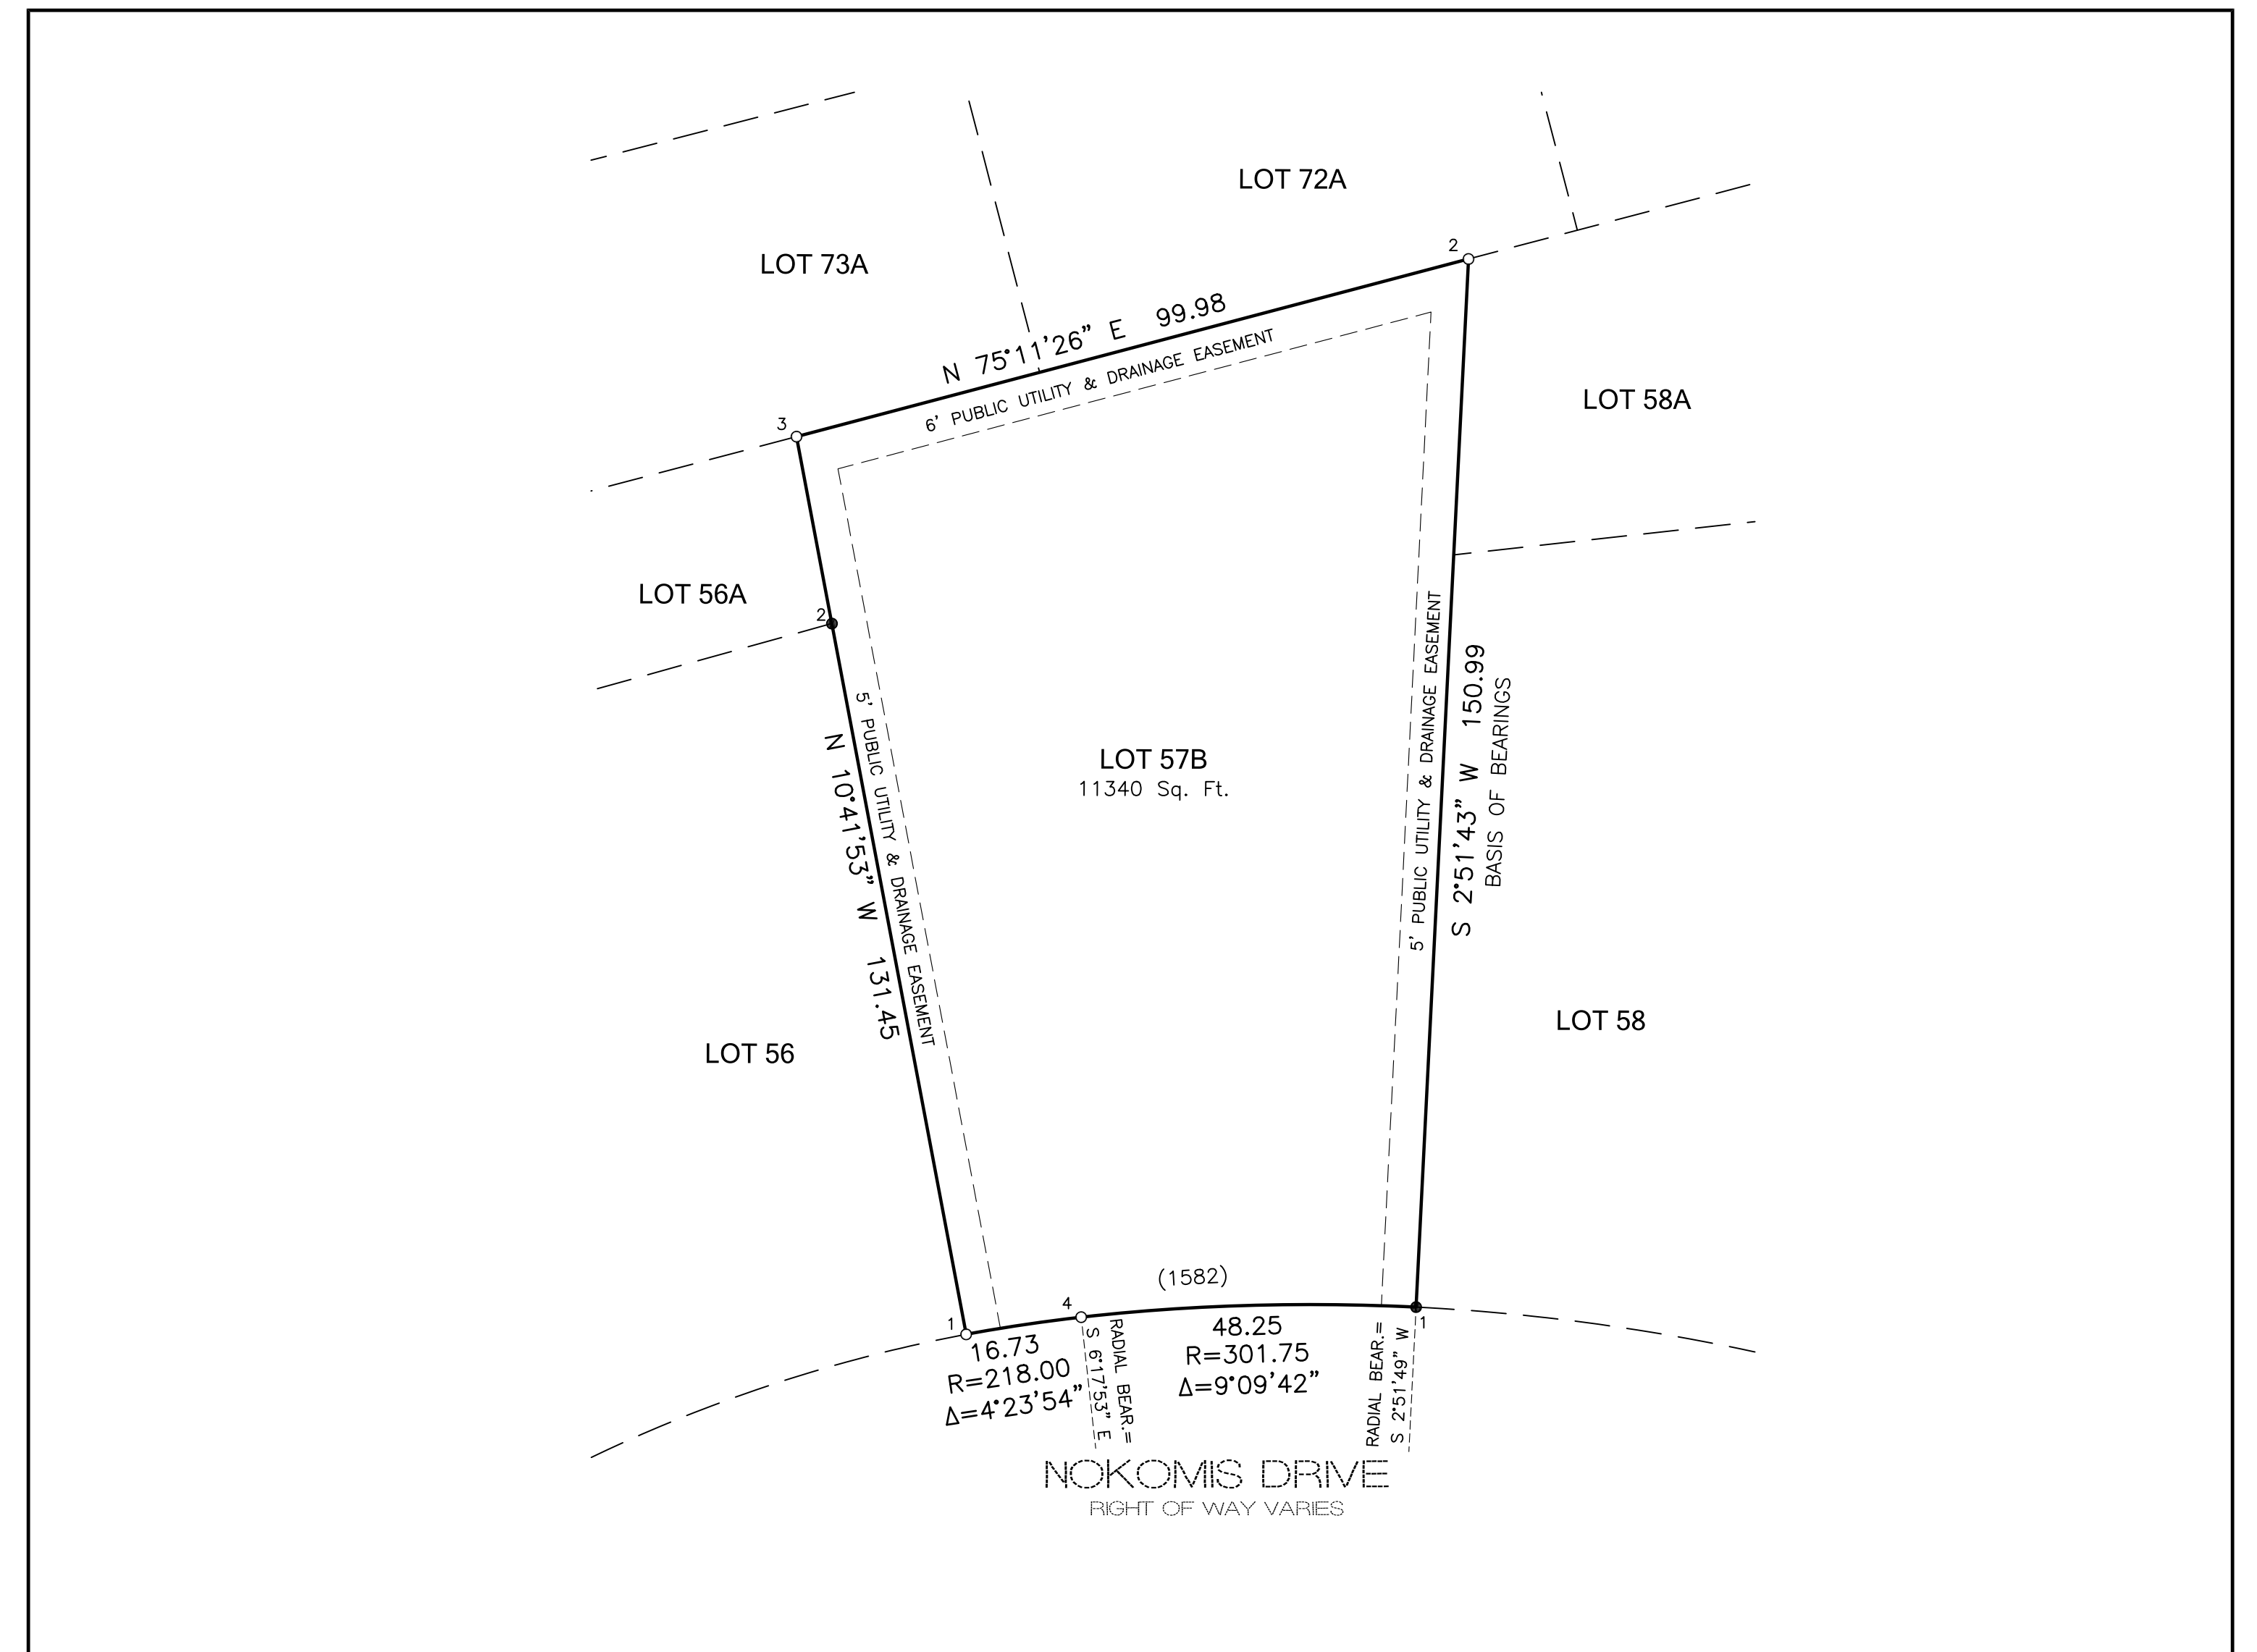 LOT 72A
2
LOT 73A
N 75°11'26" E 99.98
6' PUBLIC UTILITY & DRAINAGE EASEMENT
3
LOT 58A
LOT 56A
2
5' PUBLIC UTILITY & DRAINAGE EASEMENT
N 10°41'53" W 131.45
LOT 57B
11340 Sq. Ft.
5' PUBLIC UTILITY & DRAINAGE EASEMENT
S 2°51'43" W 150.99
BASIS OF BEARINGS
LOT 56
LOT 58
(1582)
1
4
1
16.73
R=218.00
Δ=4°23'54"
S 6°17'53" E
RADIAL BEAR.=
48.25
R=301.75
Δ=9°09'42"
RADIAL BEAR.=
S 2°51'49" W
NOKOMIS DRIVE
RIGHT OF WAY VARIES